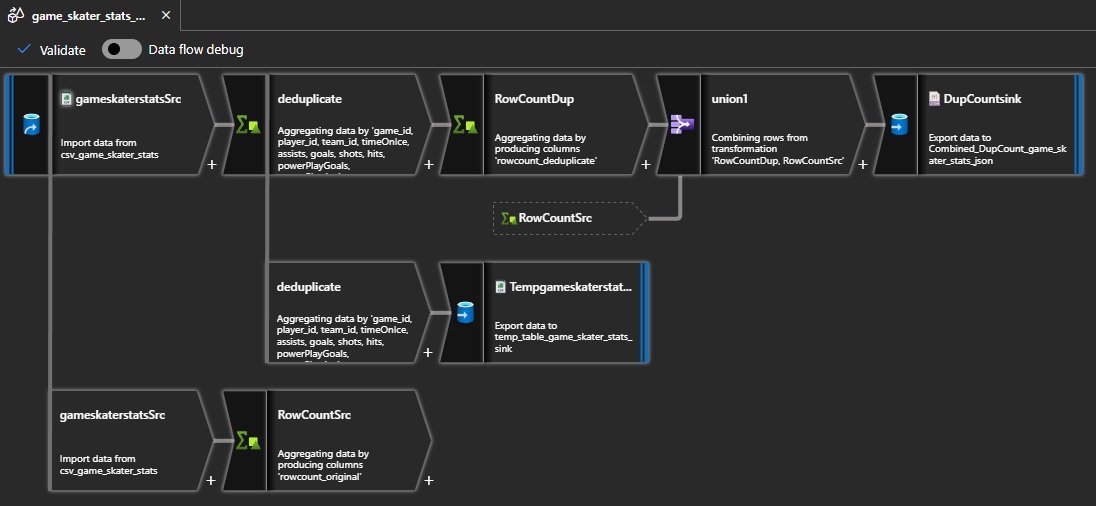 game_skater_stats_...
Validate
Data flow debug
gameskaterstatsSrc
Import data from
csv_game_skater_stats
+
deduplicate
Aggregating data by 'game_id,
player_id, team_id, timeOnIce,
assists, goals, shots, hits,
powerPlayGoals,
+
RowCountDup
Aggregating data by
producing columns
'rowcount_deduplicate'
+
union1
Combining rows from
transformation
'RowCountDup, RowCountSrc'
+
DupCountsink
Export data to
Combined_DupCount_game_sk
ater_stats_json
RowCountSrc
deduplicate
Aggregating data by 'game_id,
player_id, team_id, timeOnIce,
assists, goals, shots, hits,
powerPlayGoals,
+
Tempgameskaterstat...
Export data to
temp_table_game_skater_stats_
sink
gameskaterstatsSrc
Import data from
csv_game_skater_stats
+
RowCountSrc
Aggregating data by
producing columns
'rowcount_original'
+